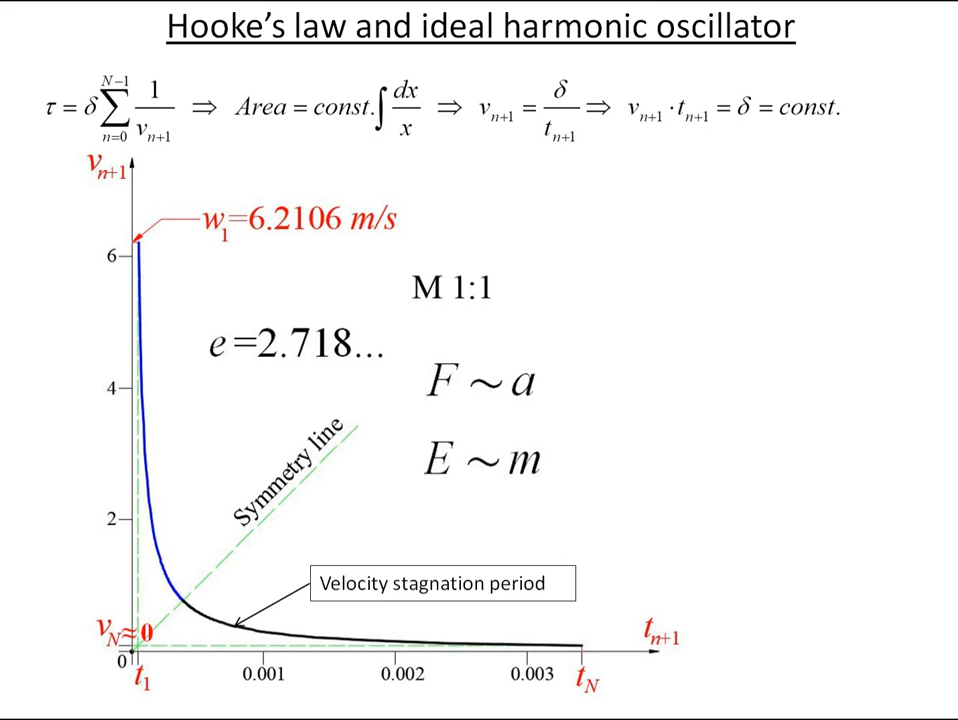 Hooke's law and ideal harmonic oscillator
τ = δ ∑_{n=0}^{N−1} 1/v_{n+1} ⇒ Area = const. ∫ dx/x ⇒ v_{n+1} = δ/t_{n+1} ⇒ v_{n+1} · t_{n+1} = δ = const.
v_{n+1}
w_1=6.2106 m/s
6
M 1:1
e=2.718...
4
F ~ a
Symmetry line
E ~ m
2
Velocity stagnation period
v_N≈0
t_{n+1}
0
t_1
0.001
0.002
0.003
t_N